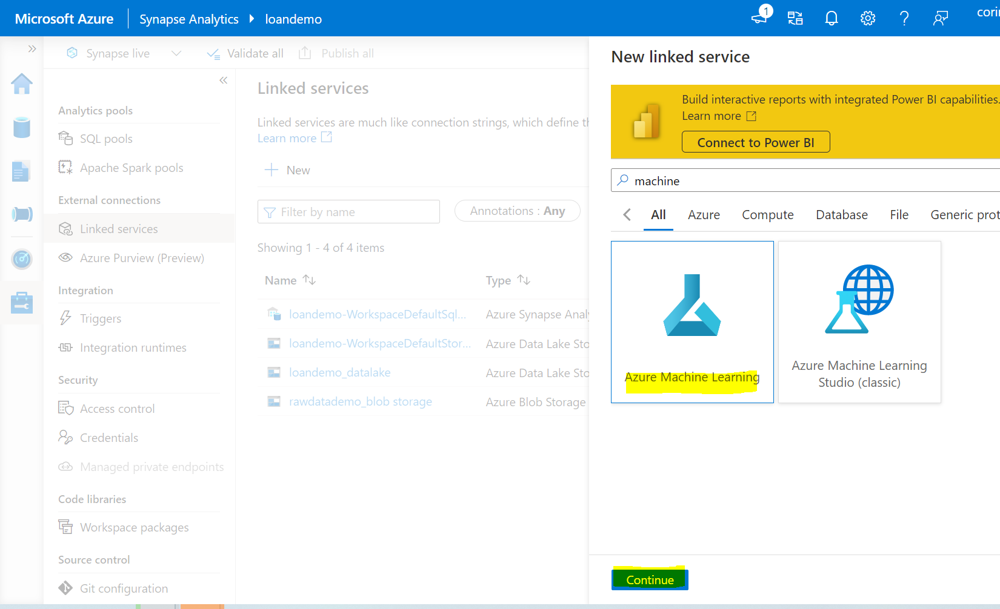 Microsoft Azure
Synapse Analytics
loandemo
1
corin
Synapse live
Validate all
Publish all
Analytics pools
SQL pools
Apache Spark pools
External connections
Linked services
Azure Purview (Preview)
Integration
Triggers
Integration runtimes
Security
Access control
Credentials
Managed private endpoints
Code libraries
Workspace packages
Source control
Git configuration
Linked services
Linked services are much like connection strings, which define th
Learn more
New
Filter by name
Annotations : Any
Showing 1 - 4 of 4 items
Name
Type
loandemo-WorkspaceDefaultSql...
Azure Synapse Analy
loandemo-WorkspaceDefaultStor...
Azure Data Lake Sto
loandemo_datalake
Azure Data Lake Sto
rawdatademo_blob storage
Azure Blob Storage
New linked service
Build interactive reports with integrated Power BI capabilities.
Learn more
Connect to Power BI
machine
All
Azure
Compute
Database
File
Generic prot
Azure Machine Learning
Azure Machine Learning
Studio (classic)
Continue